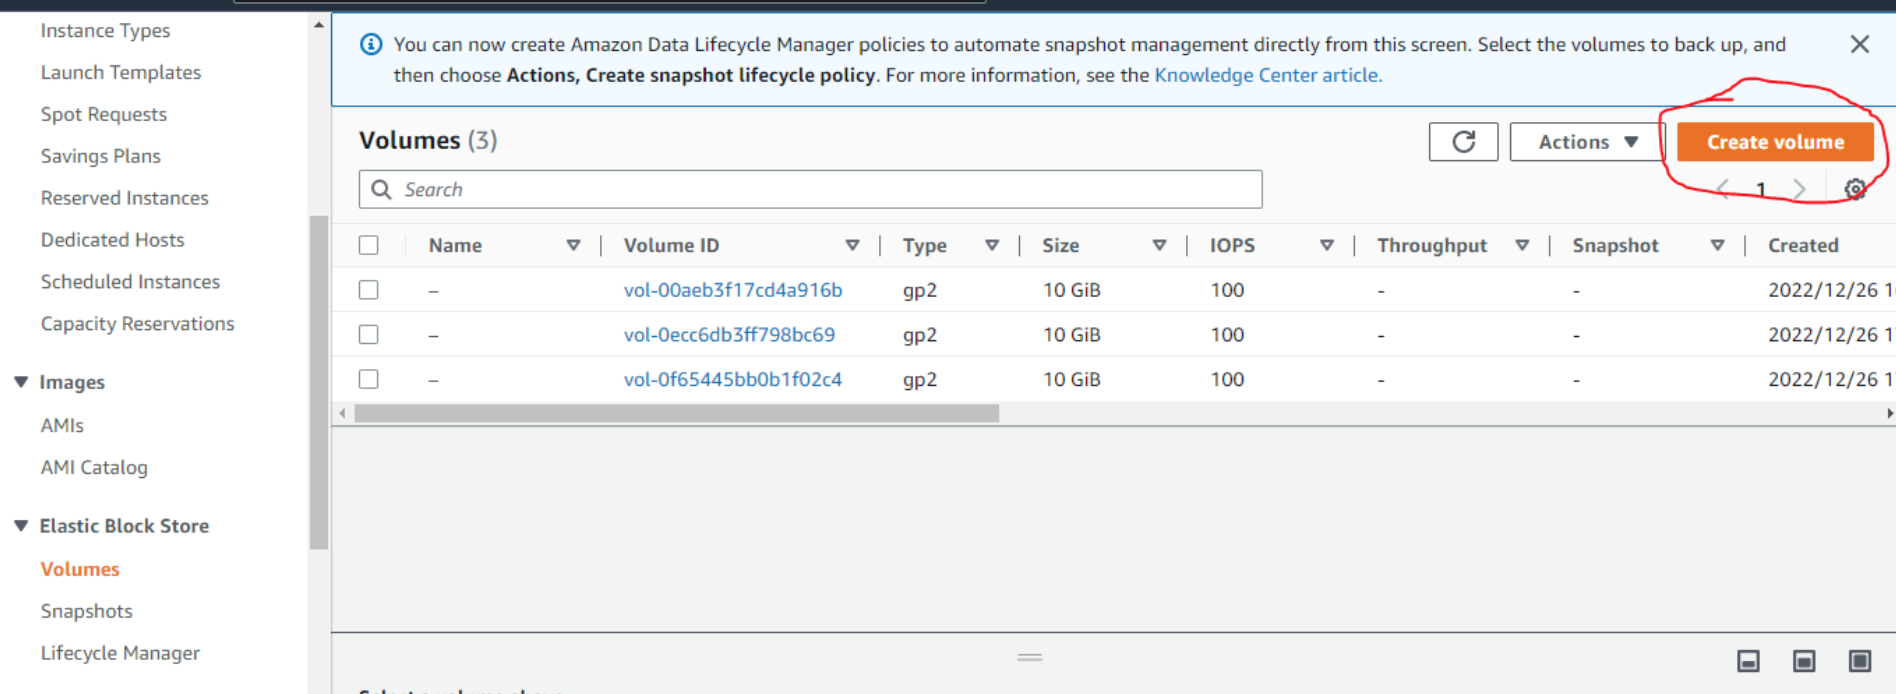 Instance Types
Launch Templates
Spot Requests
Savings Plans
Reserved Instances
Dedicated Hosts
Scheduled Instances
Capacity Reservations
Images
AMIs
AMI Catalog
Elastic Block Store
Volumes
Snapshots
Lifecycle Manager
You can now create Amazon Data Lifecycle Manager policies to automate snapshot management directly from this screen. Select the volumes to back up, and
then choose Actions, Create snapshot lifecycle policy. For more information, see the Knowledge Center article.
Volumes (3)
Actions
Create volume
Search
1
Name Volume ID Type Size IOPS Throughput Snapshot Created
– vol-00aeb3f17cd4a916b gp2 10 GiB 100 - - 2022/12/26 1
– vol-0ecc6db3ff798bc69 gp2 10 GiB 100 - - 2022/12/26 1
– vol-0f65445bb0b1f02c4 gp2 10 GiB 100 - - 2022/12/26 1